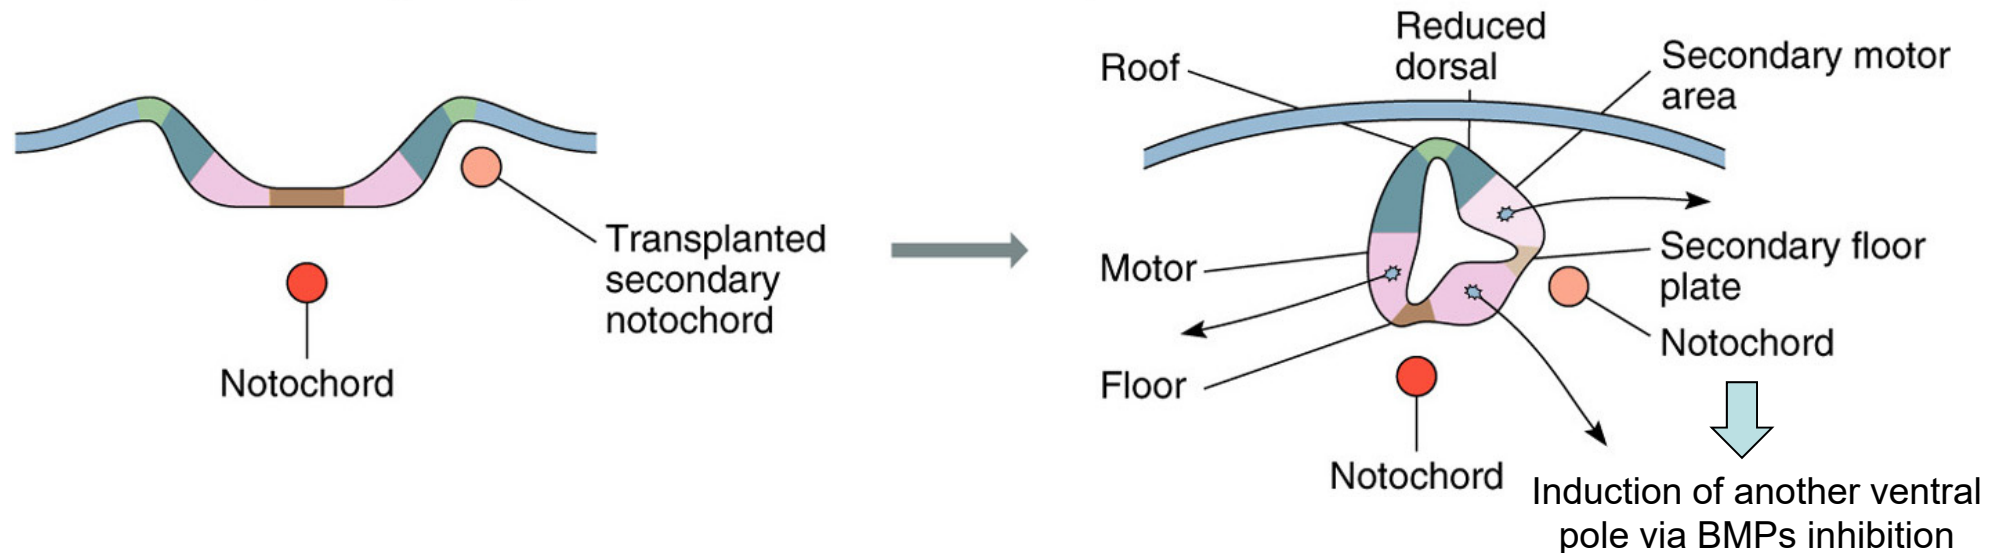 Transplanted
secondary
notochord
Notochord
Roof
Reduced
dorsal
Secondary motor
area
Motor
Secondary floor
plate
Notochord
Floor
Notochord
Induction of another ventral
pole via BMPs inhibition